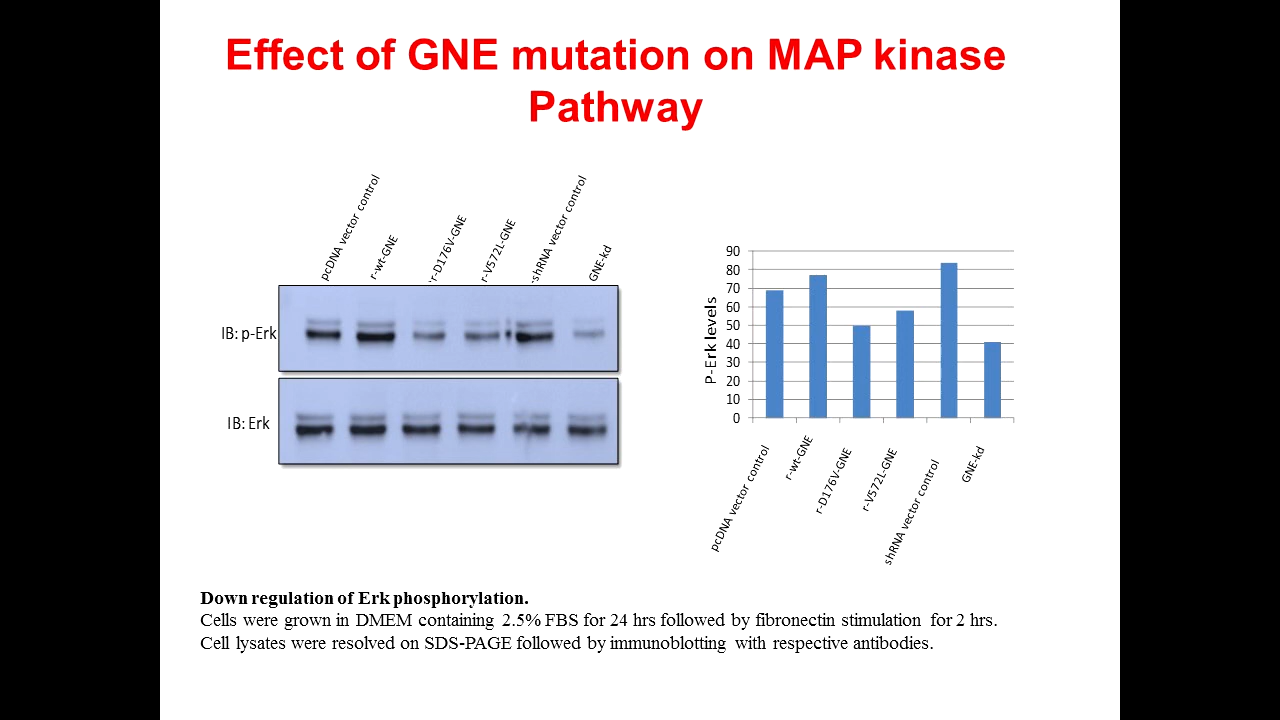 Effect of GNE mutation on MAP kinase
Pathway
pcDNA vector control
r-wt-GNE
r-D176V-GNE
r-V572L-GNE
-shRNA vector control
GNE-kd
IB: p-Erk
IB: Erk
P-Erk levels
90
80
70
60
50
40
30
20
10
0
pcDNA vector control
r-wt-GNE
r-D176V-GNE
r-V572L-GNE
shRNA vector control
GNE-kd
Down regulation of Erk phosphorylation.
Cells were grown in DMEM containing 2.5% FBS for 24 hrs followed by fibronectin stimulation for 2 hrs.
Cell lysates were resolved on SDS-PAGE followed by immunoblotting with respective antibodies.